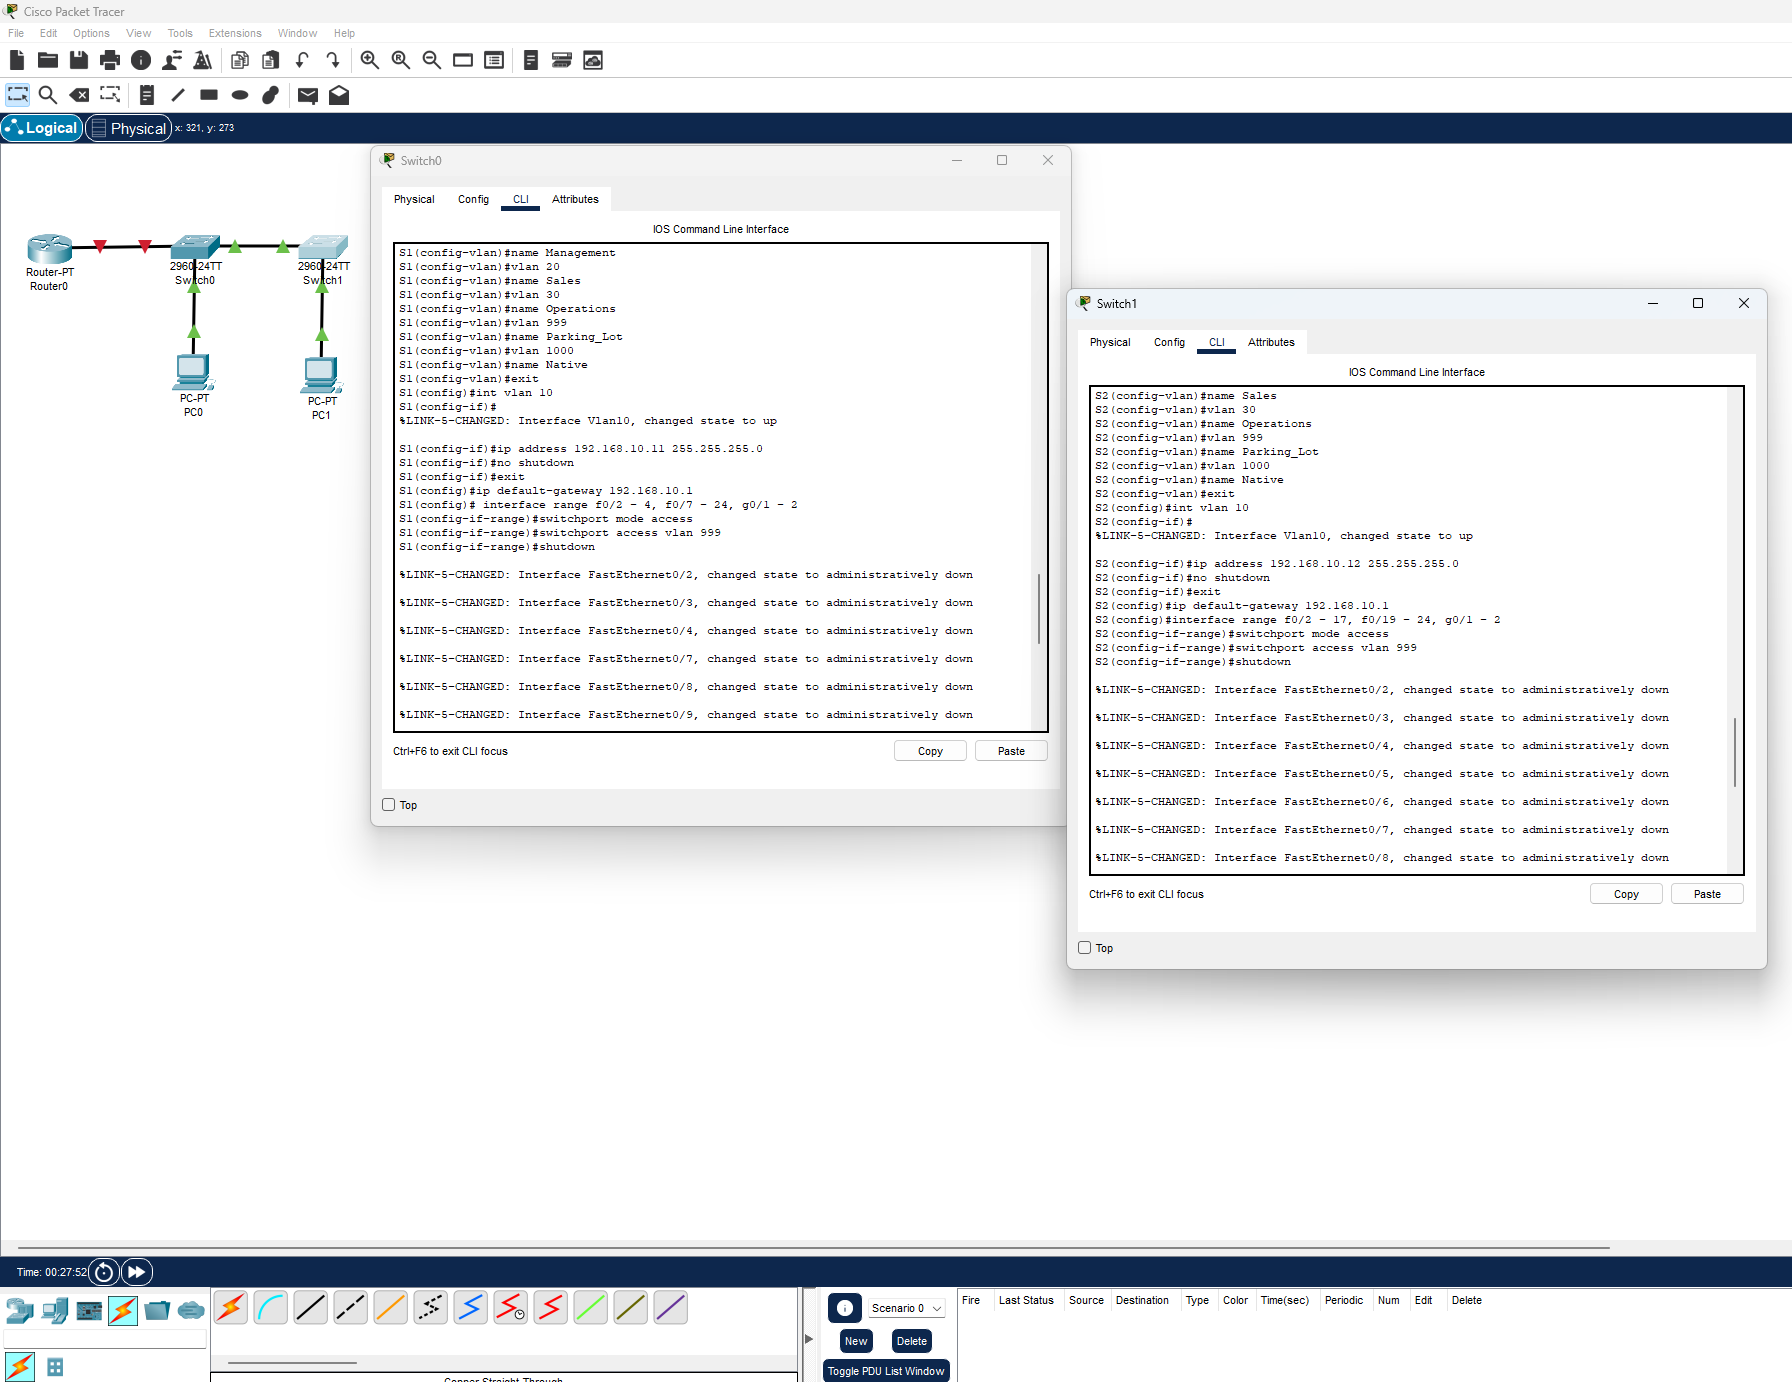 Cisco Packet Tracer
File Edit Options View Tools Extensions Window Help
Logical Physical x: 321, y: 273
Router-PT
Router0
2960-24TT
Switch0
2960-24TT
Switch1
PC-PT
PC0
PC-PT
PC1
Switch0
Physical Config CLI Attributes
IOS Command Line Interface
S1(config-vlan)#name Management
S1(config-vlan)#vlan 20
S1(config-vlan)#name Sales
S1(config-vlan)#vlan 30
S1(config-vlan)#name Operations
S1(config-vlan)#vlan 999
S1(config-vlan)#name Parking_Lot
S1(config-vlan)#vlan 1000
S1(config-vlan)#name Native
S1(config-vlan)#exit
S1(config)#int vlan 10
S1(config-if)#
%LINK-5-CHANGED: Interface Vlan10, changed state to up
S1(config-if)#ip address 192.168.10.11 255.255.255.0
S1(config-if)#no shutdown
S1(config-if)#exit
S1(config)#ip default-gateway 192.168.10.1
S1(config)# interface range f0/2 - 4, f0/7 - 24, g0/1 - 2
S1(config-if-range)#switchport mode access
S1(config-if-range)#switchport access vlan 999
S1(config-if-range)#shutdown
%LINK-5-CHANGED: Interface FastEthernet0/2, changed state to administratively down
%LINK-5-CHANGED: Interface FastEthernet0/3, changed state to administratively down
%LINK-5-CHANGED: Interface FastEthernet0/4, changed state to administratively down
%LINK-5-CHANGED: Interface FastEthernet0/7, changed state to administratively down
%LINK-5-CHANGED: Interface FastEthernet0/8, changed state to administratively down
%LINK-5-CHANGED: Interface FastEthernet0/9, changed state to administratively down
Ctrl+F6 to exit CLI focus
Copy Paste
Top
Switch1
Physical Config CLI Attributes
IOS Command Line Interface
S2(config-vlan)#name Sales
S2(config-vlan)#vlan 30
S2(config-vlan)#name Operations
S2(config-vlan)#vlan 999
S2(config-vlan)#name Parking_Lot
S2(config-vlan)#vlan 1000
S2(config-vlan)#name Native
S2(config-vlan)#exit
S2(config)#int vlan 10
S2(config-if)#
%LINK-5-CHANGED: Interface Vlan10, changed state to up
S2(config-if)#ip address 192.168.10.12 255.255.255.0
S2(config-if)#no shutdown
S2(config-if)#exit
S2(config)#ip default-gateway 192.168.10.1
S2(config)#interface range f0/2 - 17, f0/19 - 24, g0/1 - 2
S2(config-if-range)#switchport mode access
S2(config-if-range)#switchport access vlan 999
S2(config-if-range)#shutdown
%LINK-5-CHANGED: Interface FastEthernet0/2, changed state to administratively down
%LINK-5-CHANGED: Interface FastEthernet0/3, changed state to administratively down
%LINK-5-CHANGED: Interface FastEthernet0/4, changed state to administratively down
%LINK-5-CHANGED: Interface FastEthernet0/5, changed state to administratively down
%LINK-5-CHANGED: Interface FastEthernet0/6, changed state to administratively down
%LINK-5-CHANGED: Interface FastEthernet0/7, changed state to administratively down
%LINK-5-CHANGED: Interface FastEthernet0/8, changed state to administratively down
Ctrl+F6 to exit CLI focus
Copy Paste
Top
Time: 00:27:52
Scenario 0
New Delete
Toggle PDU List Window
Fire Last Status Source Destination Type Color Time(sec) Periodic Num Edit Delete
Copper Straight-Through